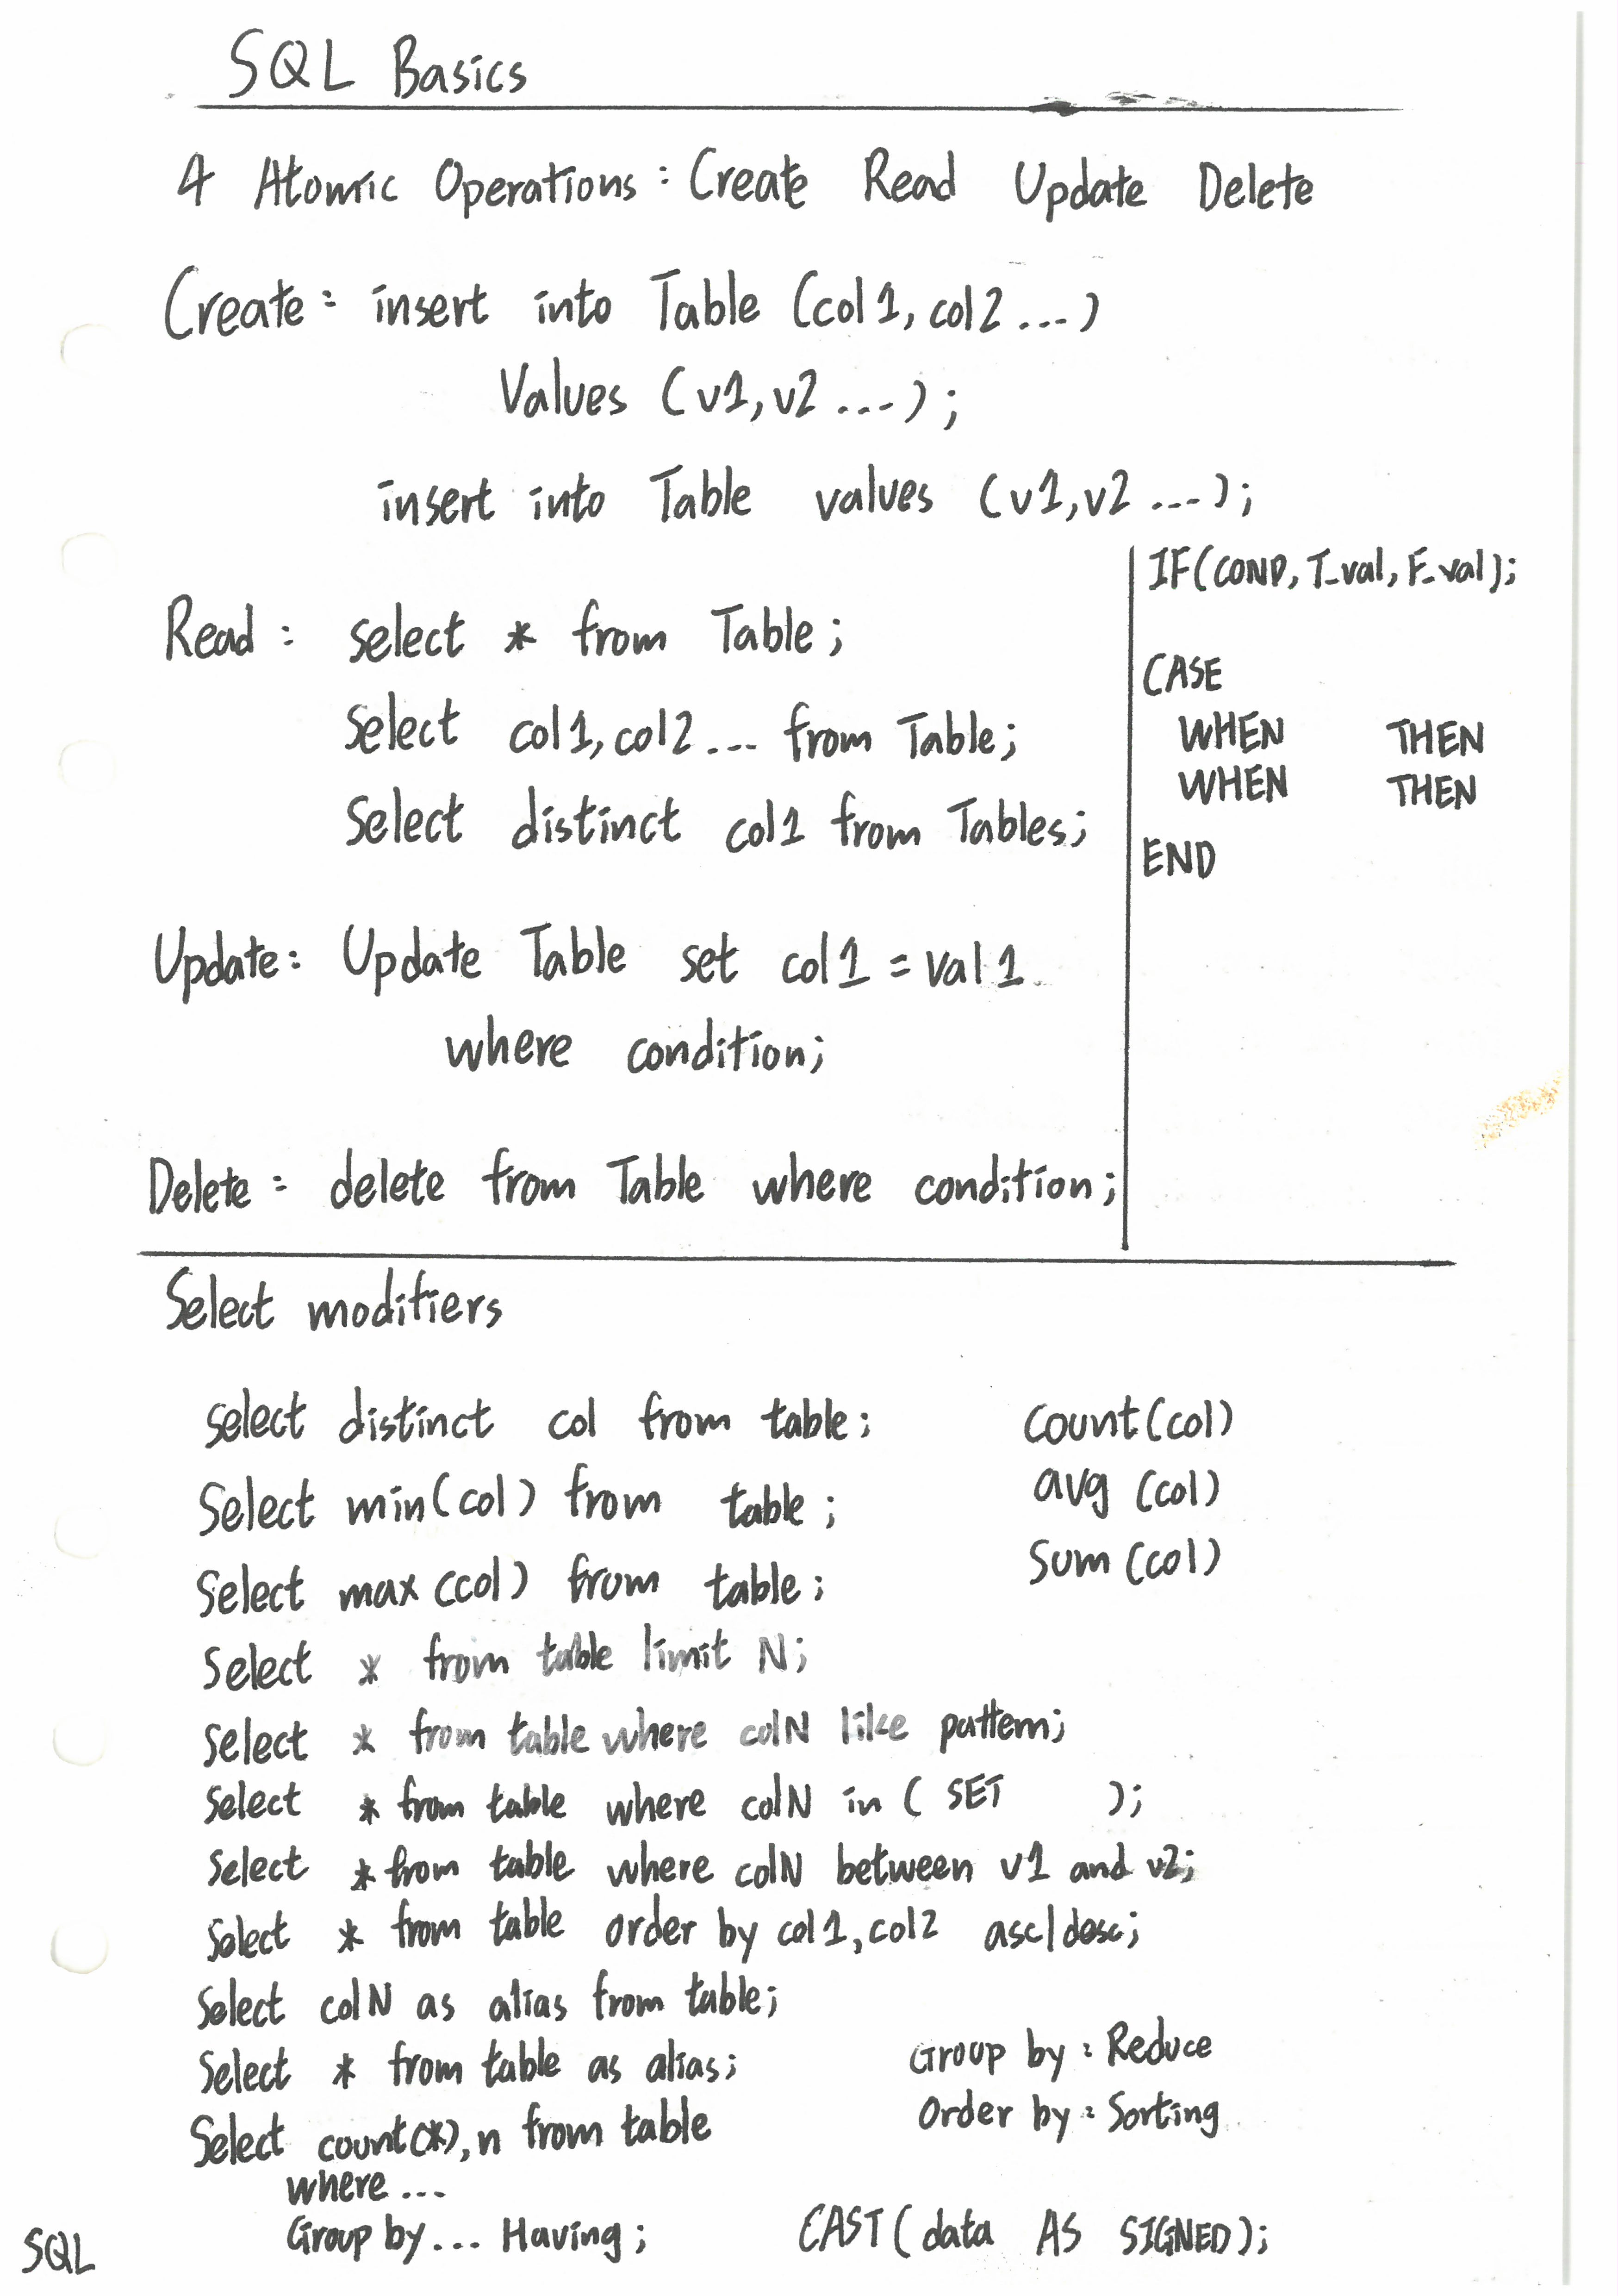 SQL Basics
4 Atomic Operations: Create Read Update Delete
Create: insert into Table (col1, col2 ...)
Values (v1, v2 ...);
insert into Table values (v1, v2 ...);
Read: select * from Table;
Select col1, col2 ... from Table;
Select distinct col1 from Tables;
Update: Update Table set col1 = val1
where condition;
Delete: delete from Table where condition;
IF(COND, T_val, F_val);
CASE
WHEN THEN
WHEN THEN
END
Select modifiers
Select distinct col from table;
Select min(col) from table;
Select max(col) from table;
Select * from table limit N;
Select * from table where colN like pattern;
Select * from table where colN in ( SET );
Select * from table where colN between v1 and v2;
Select * from table order by col1, col2 asc|desc;
Select colN as alias from table;
Select * from table as alias;
Select count(*), n from table
where ...
Group by ... Having;
Count(col)
avg (col)
Sum (col)
Group by: Reduce
Order by: Sorting
CAST( data AS SIGNED);
SQL